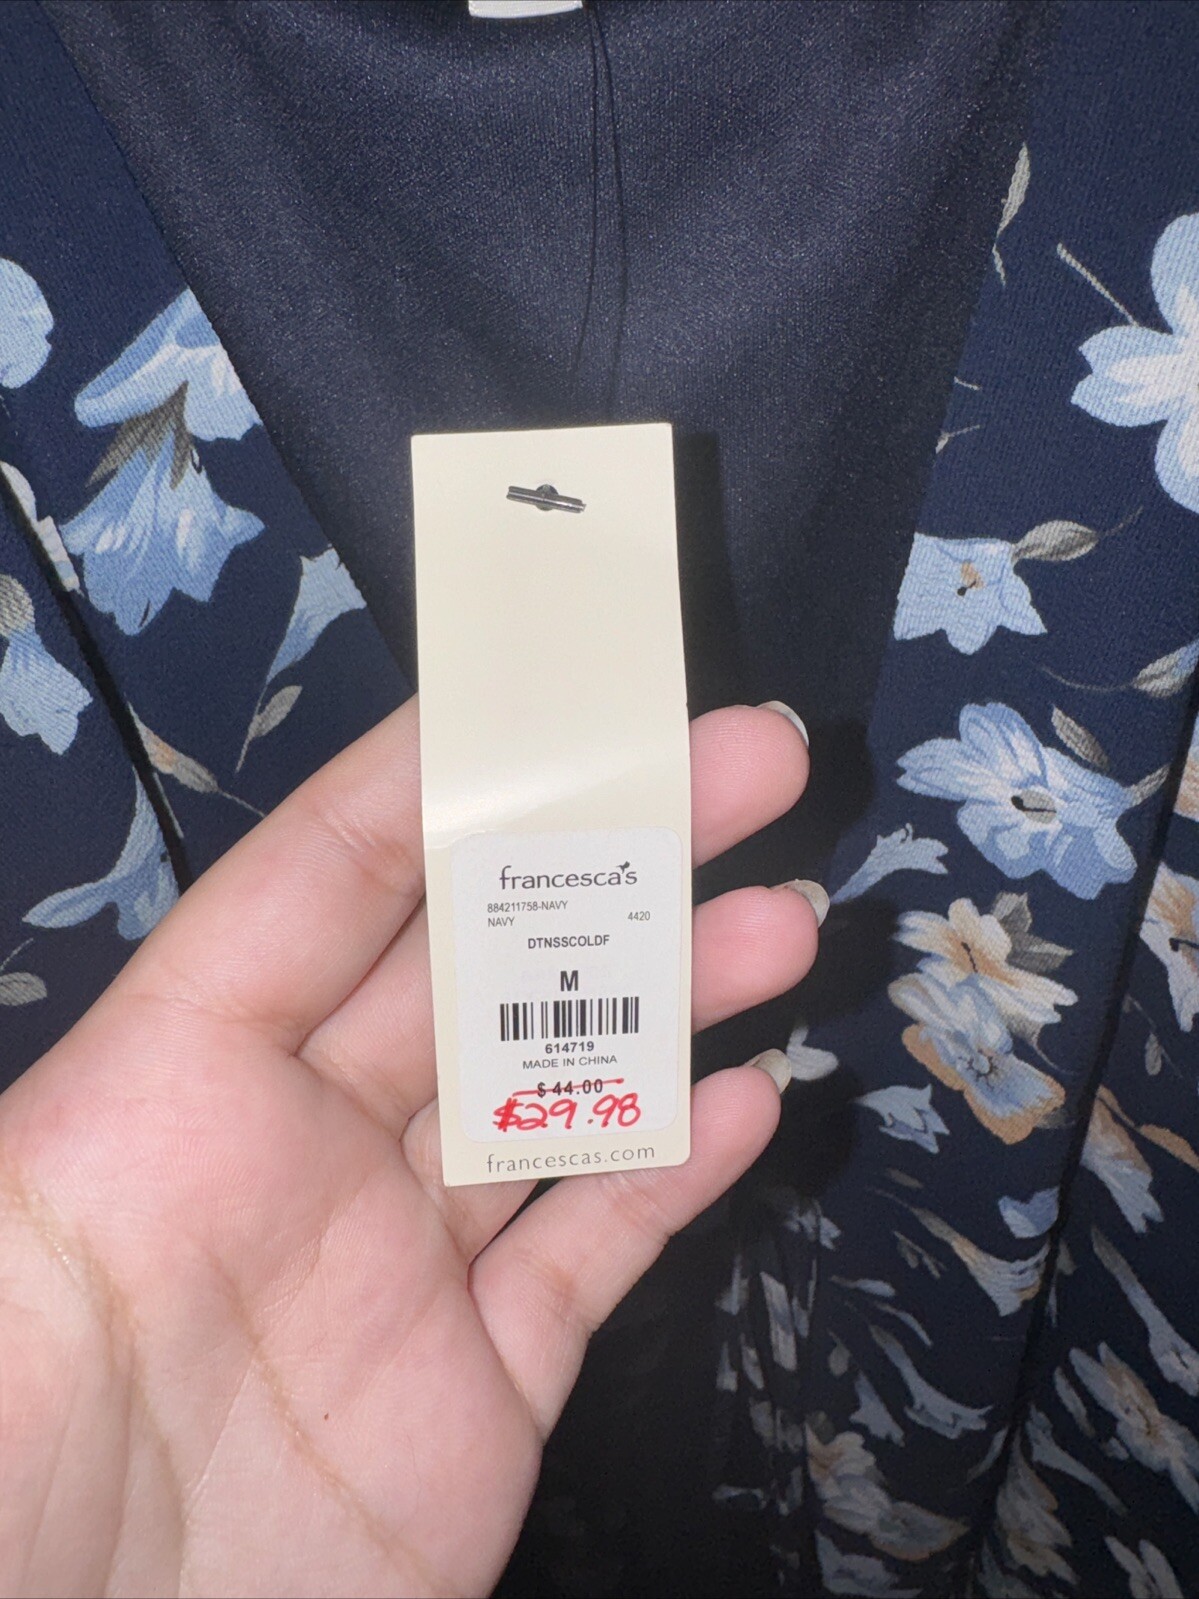 francesca's
884211758-NAVY
NAVY 4420
DTNSSCOLDF
M
614719
MADE IN CHINA
$44.00
$29.98
francescas.com